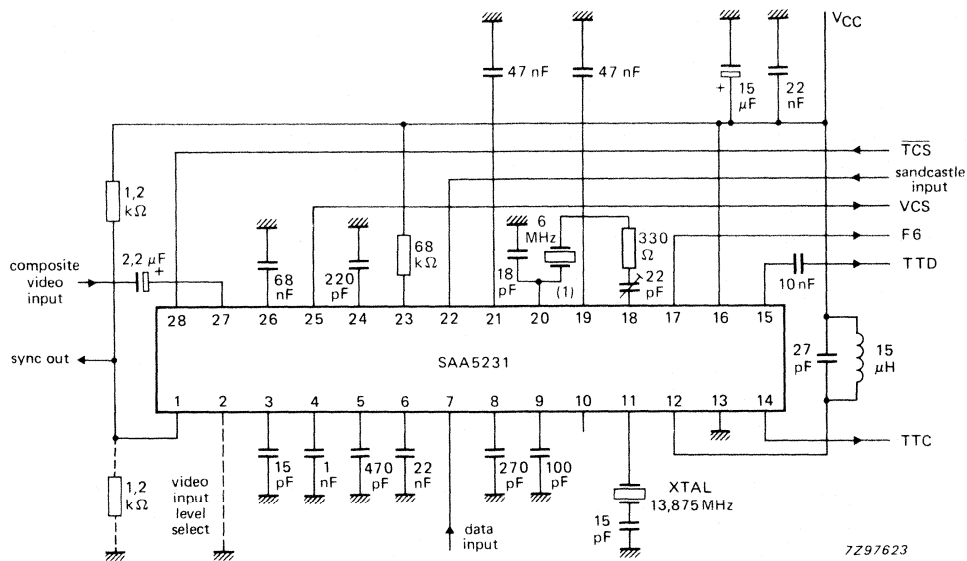 VCC
47 nF
47 nF
15
µF
+
22
nF
TCS
sandcastle
input
VCS
F6
TTD
10nF
1,2
kΩ
2,2 µF
+
composite
video
input
68
nF
220
pF
68
kΩ
18
pF
6
MHz
(1)
330
Ω
22
pF
28 27 26 25 24 23 22 21 20 19 18 17 16 15
sync out
SAA5231
27
pF
15
µH
1 2 3 4 5 6 7 8 9 10 11 12 13 14
TTC
1,2
kΩ
video
input
level
select
15
pF
1
nF
470
pF
22
nF
270
pF
100
pF
XTAL
13,875MHz
15
pF
data
input
7Z97623